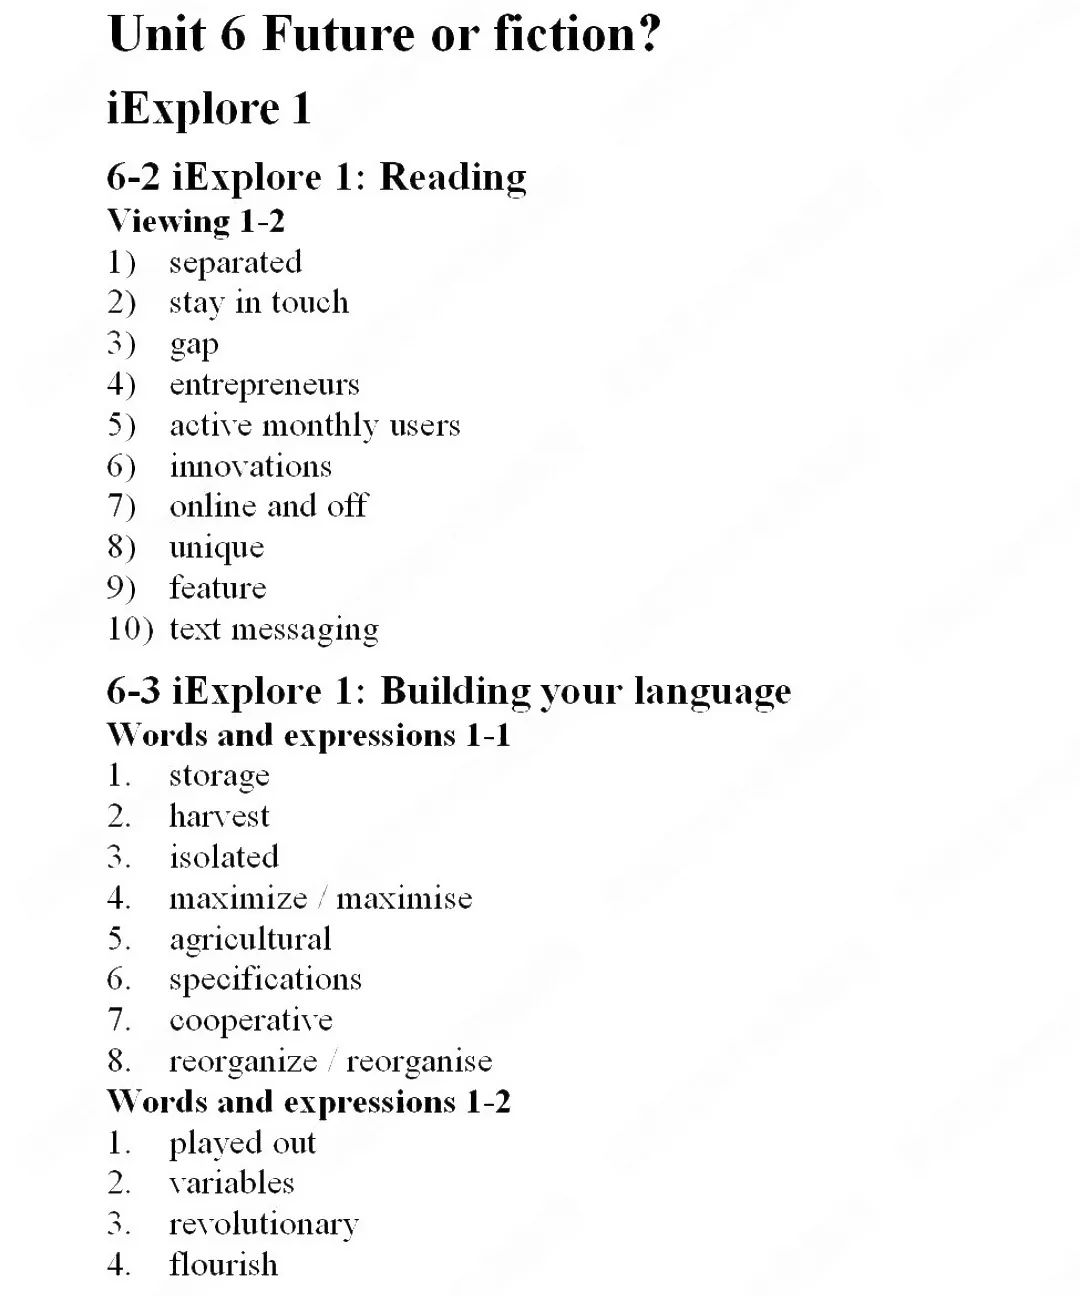 Unit 6 Future or fiction?
iExplore 1
6-2 iExplore 1: Reading
Viewing 1-2
1) separated
2) stay in touch
3) gap
4) entrepreneurs
5) active monthly users
6) innovations
7) online and off
8) unique
9) feature
10) text messaging
6-3 iExplore 1: Building your language
Words and expressions 1-1
1. storage
2. harvest
3. isolated
4. maximize / maximise
5. agricultural
6. specifications
7. cooperative
8. reorganize / reorganise
Words and expressions 1-2
1. played out
2. variables
3. revolutionary
4. flourish